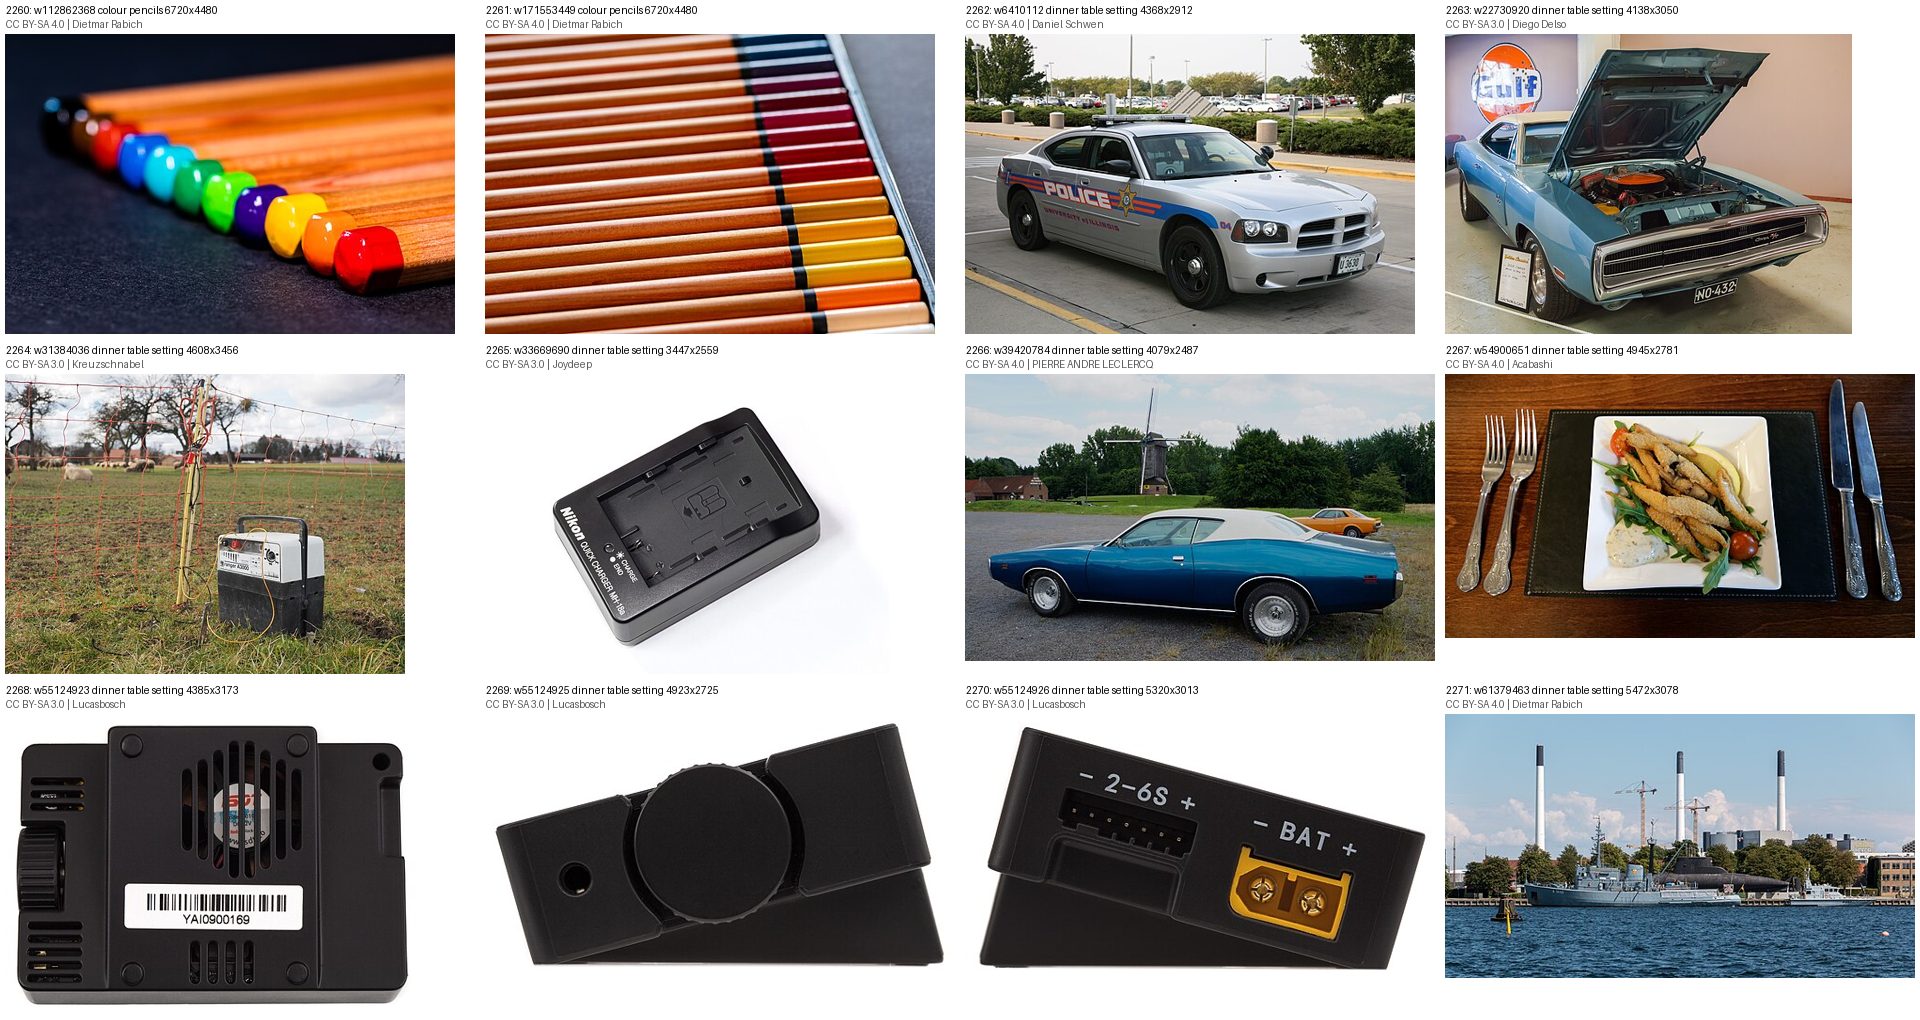 2260: w112862368 colour pencils 6720x4480
CC BY-SA 4.0 | Dietmar Rabich
2261: w171553449 colour pencils 6720x4480
CC BY-SA 4.0 | Dietmar Rabich
2262: w6410112 dinner table setting 4368x2912
CC BY-SA 4.0 | Daniel Schwen
POLICE
UNIVERSITY of ILLINOIS
04
U 3630
2263: w22730920 dinner table setting 4138x3050
CC BY-SA 3.0 | Diego Delso
Gulf
NO-432
2264: w31384036 dinner table setting 4608x3456
CC BY-SA 3.0 | Kreuzschnabel
ranger A3000
2265: w33669690 dinner table setting 3447x2559
CC BY-SA 3.0 | Joydeep
Nikon QUICK CHARGER MH-18a
CHARGE
END
2266: w39420784 dinner table setting 4079x2487
CC BY-SA 4.0 | PIERRE ANDRE LECLERCQ
2267: w54900651 dinner table setting 4945x2781
CC BY-SA 4.0 | Acabashi
2268: w55124923 dinner table setting 4385x3173
CC BY-SA 3.0 | Lucasbosch
YAI0900169
2269: w55124925 dinner table setting 4923x2725
CC BY-SA 3.0 | Lucasbosch
2270: w55124926 dinner table setting 5320x3013
CC BY-SA 3.0 | Lucasbosch
- 2-6S +
- BAT +
2271: w61379463 dinner table setting 5472x3078
CC BY-SA 4.0 | Dietmar Rabich